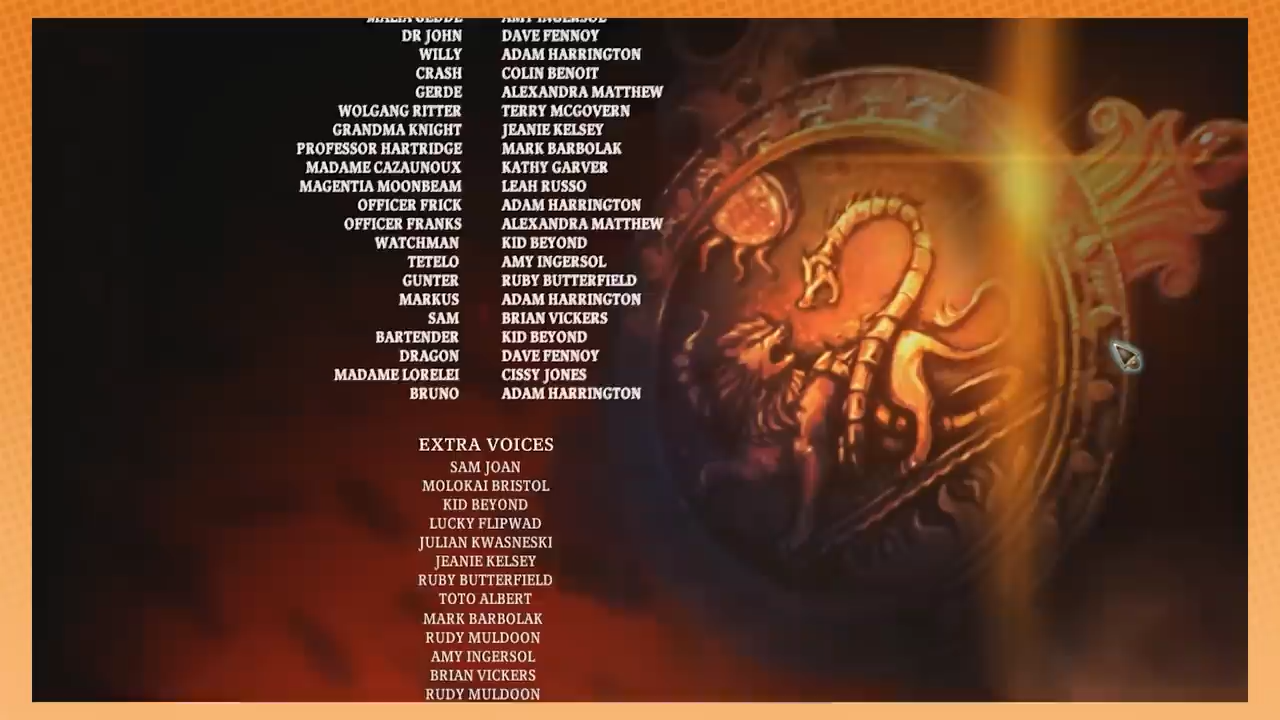 MALIA GEDDE AMY INGERSOL
DR JOHN DAVE FENNOY
WILLY ADAM HARRINGTON
CRASH COLIN BENOIT
GERDE ALEXANDRA MATTHEW
WOLGANG RITTER TERRY MCGOVERN
GRANDMA KNIGHT JEANIE KELSEY
PROFESSOR HARTRIDGE MARK BARBOLAK
MADAME CAZAUNOUX KATHY GARVER
MAGENTIA MOONBEAM LEAH RUSSO
OFFICER FRICK ADAM HARRINGTON
OFFICER FRANKS ALEXANDRA MATTHEW
WATCHMAN KID BEYOND
TETELO AMY INGERSOL
GUNTER RUBY BUTTERFIELD
MARKUS ADAM HARRINGTON
SAM BRIAN VICKERS
BARTENDER KID BEYOND
DRAGON DAVE FENNOY
MADAME LORELEI CISSY JONES
BRUNO ADAM HARRINGTON
EXTRA VOICES
SAM JOAN
MOLOKAI BRISTOL
KID BEYOND
LUCKY FLIPWAD
JULIAN KWASNESKI
JEANIE KELSEY
RUBY BUTTERFIELD
TOTO ALBERT
MARK BARBOLAK
RUDY MULDOON
AMY INGERSOL
BRIAN VICKERS
RUDY MULDOON